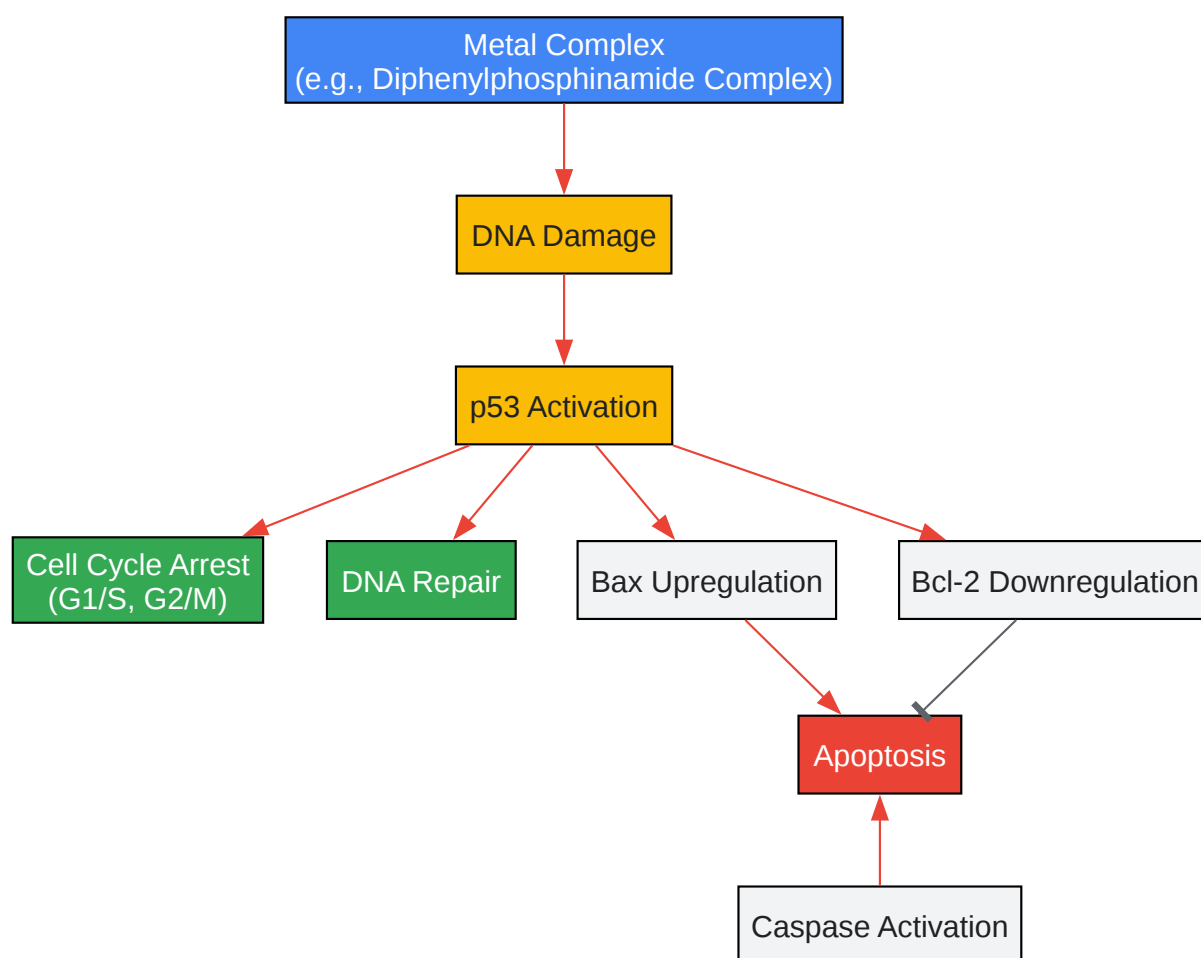 Metal Complex
(e.g., Diphenylphosphinamide Complex)
DNA Damage
p53 Activation
Cell Cycle Arrest
(G1/S, G2/M)
DNA Repair
Bax Upregulation
Bcl-2 Downregulation
Apoptosis
Caspase Activation